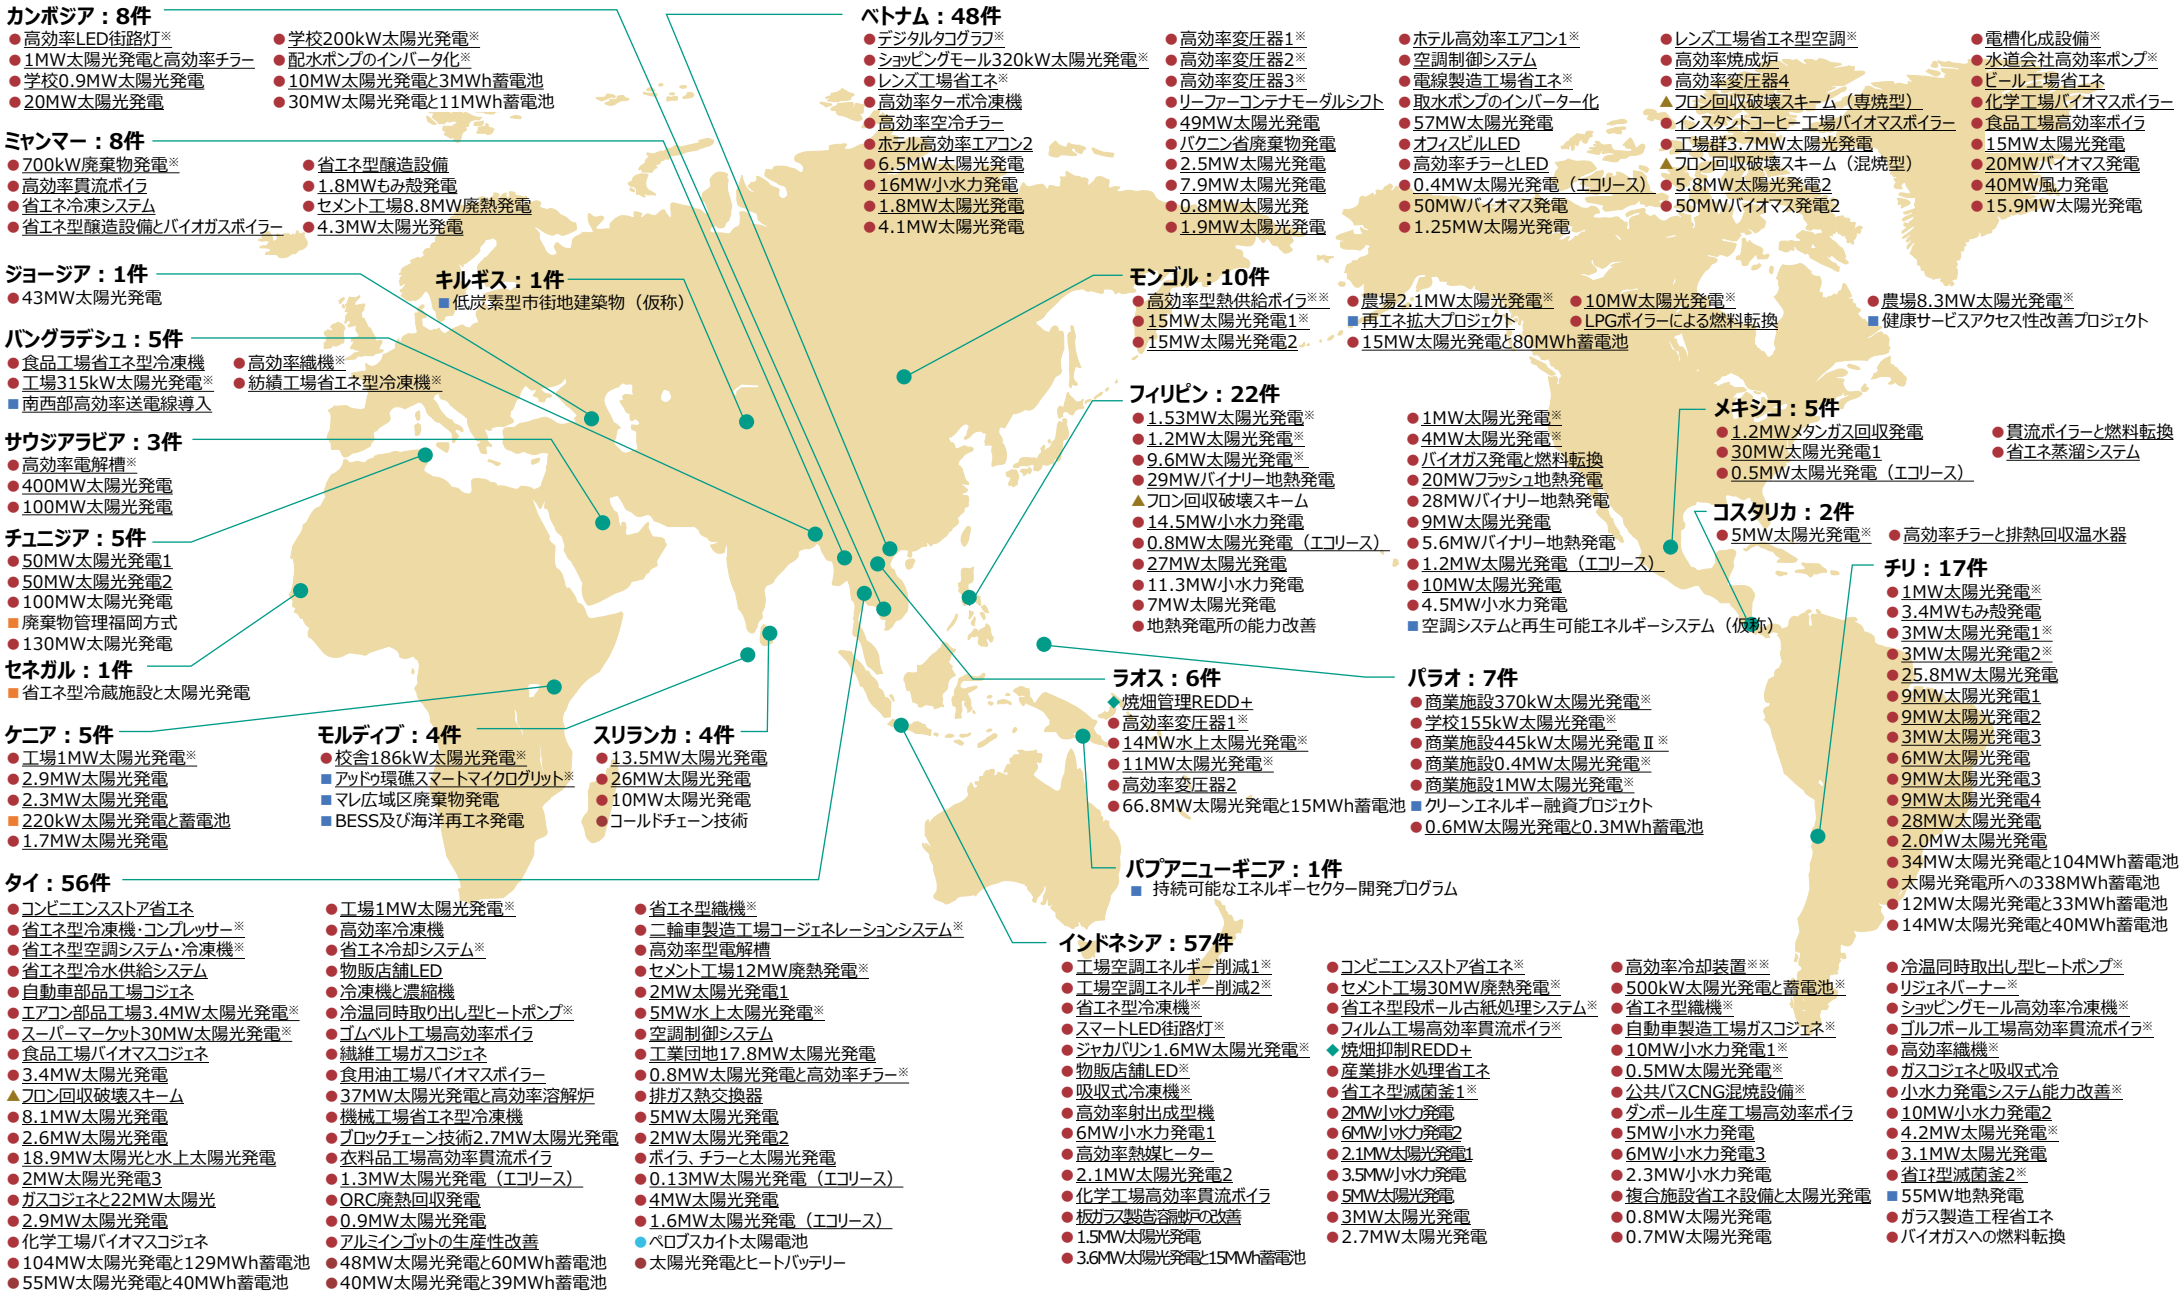 カンボジア：8件
●高効率LED街路灯※
●1MW太陽光発電と高効率チラー
●学校0.9MW太陽光発電
●20MW太陽光発電
●学校200kW太陽光発電※
●配水ポンプのインバータ化※
●10MW太陽光発電と3MWh蓄電池
●30MW太陽光発電と11MWh蓄電池
ミャンマー：8件
●700kW廃棄物発電※
●高効率貫流ボイラ
●省エネ冷凍システム
●省エネ型醸造設備とバイオガスボイラー
●省エネ型醸造設備
●1.8MWもみ殻発電
●セメント工場8.8MW廃熱発電
●4.3MW太陽光発電
ジョージア：1件
●43MW太陽光発電
キルギス：1件
■低炭素型市街地建築物（仮称）
バングラデシュ：5件
●食品工場省エネ型冷凍機
●工場315kW太陽光発電※
■南西部高効率送電線導入
●高効率織機※
●紡績工場省エネ型冷凍機※
サウジアラビア：3件
●高効率電解槽※
●400MW太陽光発電
●100MW太陽光発電
チュニジア：5件
●50MW太陽光発電1
●50MW太陽光発電2
●100MW太陽光発電
■廃棄物管理福岡方式
●130MW太陽光発電
セネガル：1件
■省エネ型冷蔵施設と太陽光発電
ケニア：5件
●工場1MW太陽光発電※
●2.9MW太陽光発電
●2.3MW太陽光発電
■220kW太陽光発電と蓄電池
●1.7MW太陽光発電
モルディブ：4件
●校舎186kW太陽光発電※
■アッドゥ環礁スマートマイクログリット※
■マレ広域区廃棄物発電
■BESS及び海洋再エネ発電
スリランカ：4件
●13.5MW太陽光発電
●26MW太陽光発電
●10MW太陽光発電
●コールドチェーン技術
タイ：56件
●コンビニエンスストア省エネ
●省エネ型冷凍機・コンプレッサー※
●省エネ型空調システム・冷凍機※
●省エネ型冷水供給システム
●自動車部品工場コジェネ
●エアコン部品工場3.4MW太陽光発電※
●スーパーマーケット30MW太陽光発電※
●食品工場バイオマスコジェネ
●3.4MW太陽光発電
▲フロン回収破壊スキーム
●8.1MW太陽光発電
●2.6MW太陽光発電
●18.9MW太陽光と水上太陽光発電
●2MW太陽光発電3
●ガスコジェネと22MW太陽光
●2.9MW太陽光発電
●化学工場バイオマスコジェネ
●104MW太陽光発電と129MWh蓄電池
●55MW太陽光発電と40MWh蓄電池
●工場1MW太陽光発電※
●高効率冷凍機
●省エネ冷却システム※
●物販店舗LED
●冷凍機と濃縮機
●冷温同時取り出し型ヒートポンプ※
●ゴムベルト工場高効率ボイラ
●繊維工場ガスコジェネ
●食用油工場バイオマスボイラー
●37MW太陽光発電と高効率溶解炉
●機械工場省エネ型冷凍機
●ブロックチェーン技術2.7MW太陽光発電
●衣料品工場高効率貫流ボイラ
●1.3MW太陽光発電（エコリース）
●ORC廃熱回収発電
●0.9MW太陽光発電
●アルミインゴットの生産性改善
●48MW太陽光発電と60MWh蓄電池
●40MW太陽光発電と39MWh蓄電池
●省エネ型織機※
●二輪車製造工場コージェネレーションシステム※
●高効率型電解槽
●セメント工場12MW廃熱発電※
●2MW太陽光発電1
●5MW水上太陽光発電※
●空調制御システム
●工業団地17.8MW太陽光発電
●0.8MW太陽光発電と高効率チラー※
●排ガス熱交換器
●5MW太陽光発電
●2MW太陽光発電2
●ボイラ、チラーと太陽光発電
●0.13MW太陽光発電（エコリース）
●4MW太陽光発電
●1.6MW太陽光発電（エコリース）
●ペロブスカイト太陽電池
●太陽光発電とヒートバッテリー
ベトナム：48件
●デジタルタコグラフ※
●ショッピングモール320kW太陽光発電※
●レンズ工場省エネ※
●高効率ターボ冷凍機
●高効率空冷チラー
●ホテル高効率エアコン2
●6.5MW太陽光発電
●16MW小水力発電
●1.8MW太陽光発電
●4.1MW太陽光発電
●高効率変圧器1※
●高効率変圧器2※
●高効率変圧器3※
●リーファーコンテナモーダルシフト
●49MW太陽光発電
●バクニン省廃棄物発電
●2.5MW太陽光発電
●7.9MW太陽光発電
●0.8MW太陽光発
●1.9MW太陽光発電
●ホテル高効率エアコン1※
●空調制御システム
●電線製造工場省エネ※
●取水ポンプのインバーター化
●57MW太陽光発電
●オフィスビルLED
●高効率チラーとLED
●0.4MW太陽光発電（エコリース）
●50MWバイオマス発電
●1.25MW太陽光発電
●レンズ工場省エネ型空調※
●高効率焼成炉
●高効率変圧器4
▲フロン回収破壊スキーム（専焼型）
●インスタントコーヒー工場バイオマスボイラー
●工場群3.7MW太陽光発電
▲フロン回収破壊スキーム（混焼型）
●5.8MW太陽光発電2
●50MWバイオマス発電2
●電槽化成設備※
●水道会社高効率ポンプ※
●ビール工場省エネ
●化学工場バイオマスボイラー
●食品工場高効率ボイラ
●15MW太陽光発電
●20MWバイオマス発電
●40MW風力発電
●15.9MW太陽光発電
モンゴル：10件
●高効率型熱供給ボイラ※※
●15MW太陽光発電1※
●15MW太陽光発電2
●農場2.1MW太陽光発電※
■再エネ拡大プロジェクト
●15MW太陽光発電と80MWh蓄電池
●10MW太陽光発電※
●LPGボイラーによる燃料転換
●農場8.3MW太陽光発電※
■健康サービスアクセス性改善プロジェクト
フィリピン：22件
●1.53MW太陽光発電※
●1.2MW太陽光発電※
●9.6MW太陽光発電※
●29MWバイナリー地熱発電
▲フロン回収破壊スキーム
●14.5MW小水力発電
●0.8MW太陽光発電（エコリース）
●27MW太陽光発電
●11.3MW小水力発電
●7MW太陽光発電
●地熱発電所の能力改善
●1MW太陽光発電※
●4MW太陽光発電※
●バイオガス発電と燃料転換
●20MWフラッシュ地熱発電
●28MWバイナリー地熱発電
●9MW太陽光発電
●5.6MWバイナリー地熱発電
●1.2MW太陽光発電（エコリース）
●10MW太陽光発電
●4.5MW小水力発電
■空調システムと再生可能エネルギーシステム（仮称）
メキシコ：5件
●1.2MWメタンガス回収発電
●30MW太陽光発電1
●0.5MW太陽光発電（エコリース）
●貫流ボイラーと燃料転換
●省エネ蒸溜システム
コスタリカ：2件
●5MW太陽光発電※
●高効率チラーと排熱回収温水器
チリ：17件
●1MW太陽光発電※
●3.4MWもみ殻発電
●3MW太陽光発電1※
●3MW太陽光発電2※
●25.8MW太陽光発電
●9MW太陽光発電1
●9MW太陽光発電2
●3MW太陽光発電3
●6MW太陽光発電
●9MW太陽光発電3
●9MW太陽光発電4
●28MW太陽光発電
●2.0MW太陽光発電
●34MW太陽光発電と104MWh蓄電池
●太陽光発電所への338MWh蓄電池
●12MW太陽光発電と33MWh蓄電池
●14MW太陽光発電と40MWh蓄電池
ラオス：6件
◆焼畑管理REDD+
●高効率変圧器1※
●14MW水上太陽光発電※
●11MW太陽光発電※
●高効率変圧器2
●66.8MW太陽光発電と15MWh蓄電池
パラオ：7件
●商業施設370kW太陽光発電※
●学校155kW太陽光発電※
●商業施設445kW太陽光発電Ⅱ※
●商業施設0.4MW太陽光発電※
●商業施設1MW太陽光発電※
■クリーンエネルギー融資プロジェクト
●0.6MW太陽光発電と0.3MWh蓄電池
パプアニューギニア：1件
■持続可能なエネルギーセクター開発プログラム
インドネシア：57件
●工場空調エネルギー削減1※
●工場空調エネルギー削減2※
●省エネ型冷凍機※
●スマートLED街路灯※
●ジャカバリン1.6MW太陽光発電※
●物販店舗LED※
●吸収式冷凍機※
●高効率射出成型機
●6MW小水力発電1
●高効率熱媒ヒーター
●2.1MW太陽光発電2
●化学工場高効率貫流ボイラ
●板ガラス製造溶融炉の改善
●1.5MW太陽光発電
●3.6MW太陽光発電と15MWh蓄電池
●コンビニエンスストア省エネ※
●セメント工場30MW廃熱発電※
●省エネ型段ボール古紙処理システム※
●フィルム工場高効率貫流ボイラ※
◆焼畑抑制REDD+
●産業排水処理省エネ
●省エネ型滅菌釜1※
●2MW小水力発電
●6MW小水力発電2
●2.1MW太陽光発電1
●3.5MW小水力発電
●5MW太陽光発電
●3MW太陽光発電
●2.7MW太陽光発電
●高効率冷却装置※※
●500kW太陽光発電と蓄電池※
●省エネ型織機※
●自動車製造工場ガスコジェネ※
●10MW小水力発電1※
●0.5MW太陽光発電※
●公共バスCNG混焼設備※
●ダンボール生産工場高効率ボイラ
●5MW小水力発電
●6MW小水力発電3
●2.3MW小水力発電
●複合施設省エネ設備と太陽光発電
●0.8MW太陽光発電
●0.7MW太陽光発電
●冷温同時取出し型ヒートポンプ※
●リジェネバーナー※
●ショッピングモール高効率冷凍機※
●ゴルフボール工場高効率貫流ボイラ※
●高効率織機※
●ガスコジェネと吸収式冷
●小水力発電システム能力改善※
●10MW小水力発電2
●4.2MW太陽光発電※
●3.1MW太陽光発電
●省エネ型滅菌釜2※
■55MW地熱発電
●ガラス製造工程省エネ
●バイオガスへの燃料転換